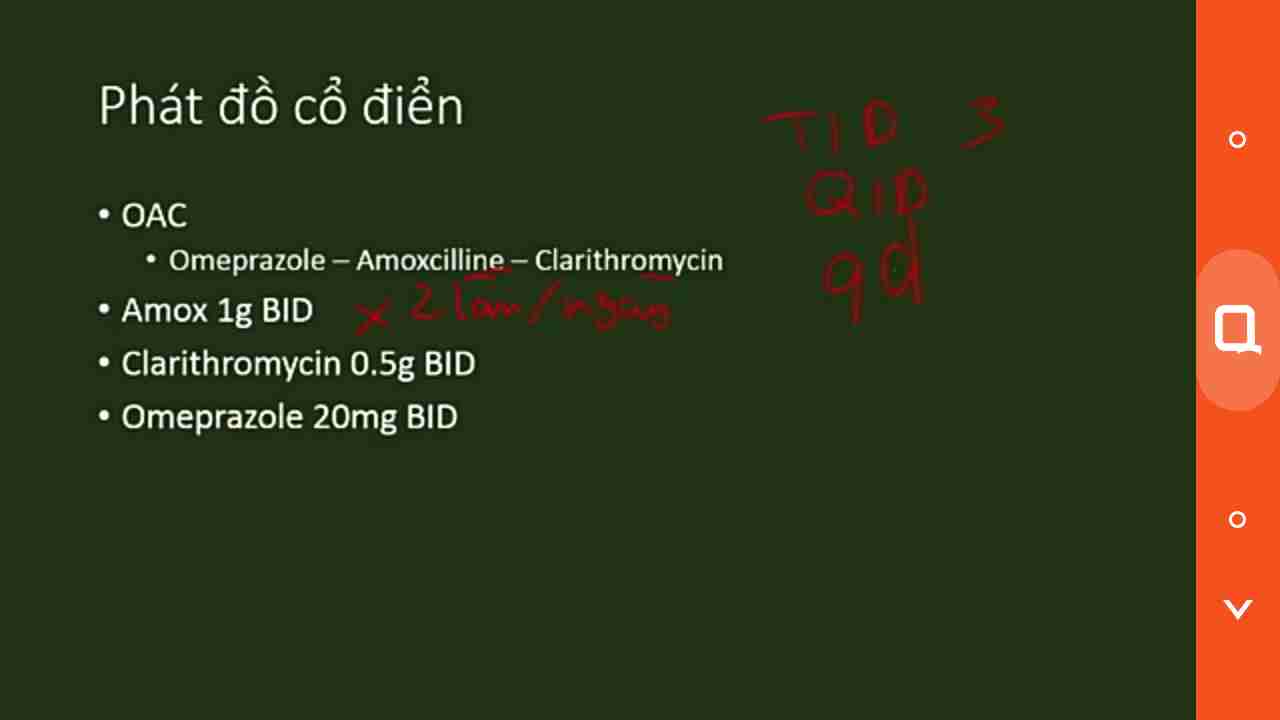 Phát đồ cổ điển
TID 3
QID
qd
• OAC
• Omeprazole – Amoxcilline – Clarithromycin
• Amox 1g BID x 2 lần/ngày
• Clarithromycin 0.5g BID
• Omeprazole 20mg BID